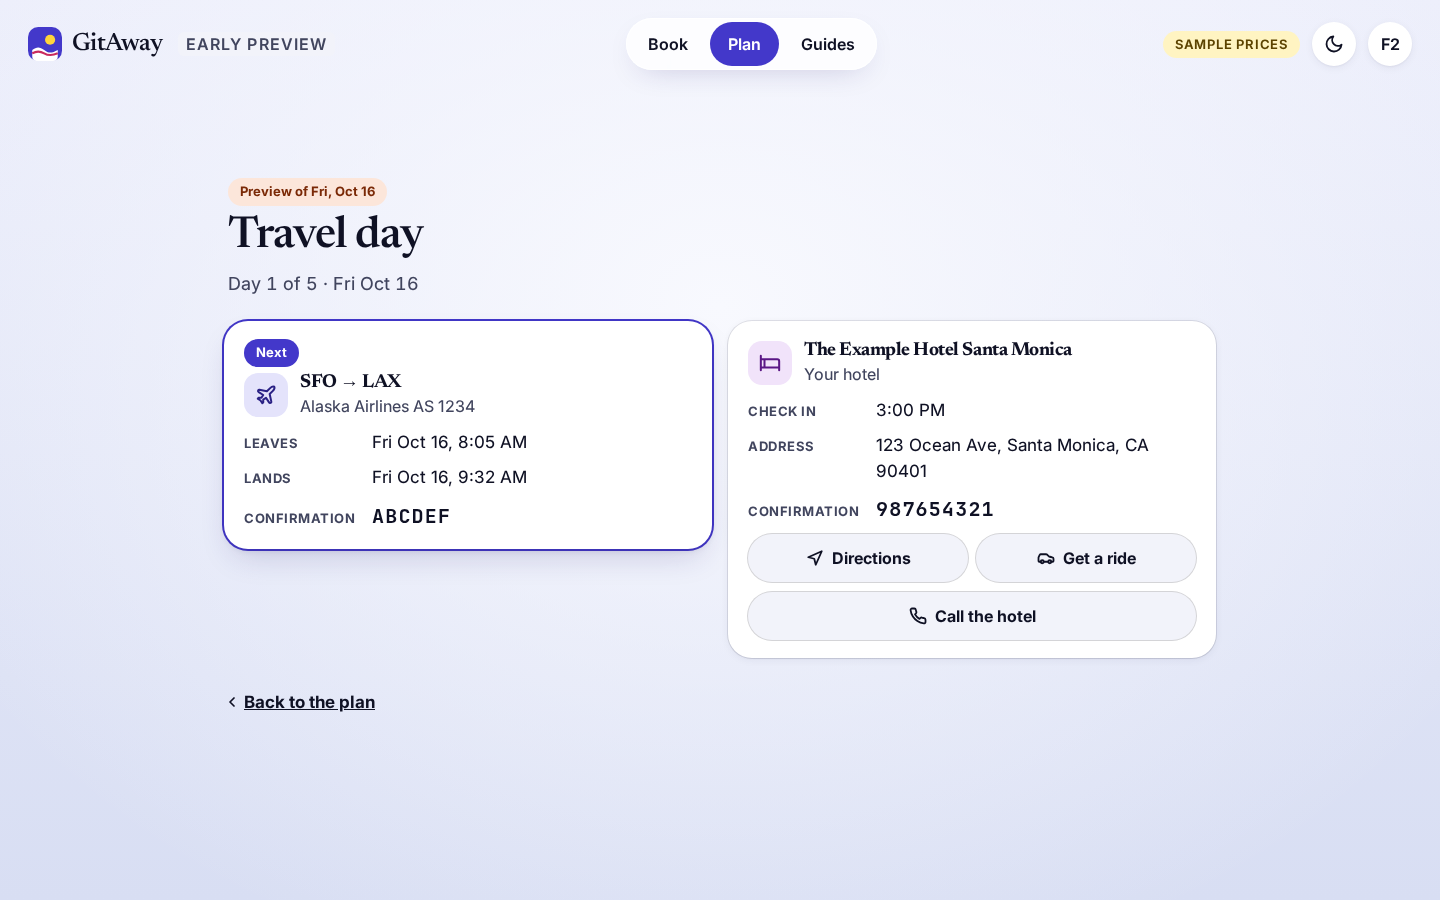 GitAway
EARLY PREVIEW
Book
Plan
Guides
SAMPLE PRICES
F2
Preview of Fri, Oct 16
Travel day
Day 1 of 5 · Fri Oct 16
Next
SFO → LAX
Alaska Airlines AS 1234
LEAVES Fri Oct 16, 8:05 AM
LANDS Fri Oct 16, 9:32 AM
CONFIRMATION ABCDEF
The Example Hotel Santa Monica
Your hotel
CHECK IN 3:00 PM
ADDRESS 123 Ocean Ave, Santa Monica, CA
90401
CONFIRMATION 987654321
Directions
Get a ride
Call the hotel
Back to the plan